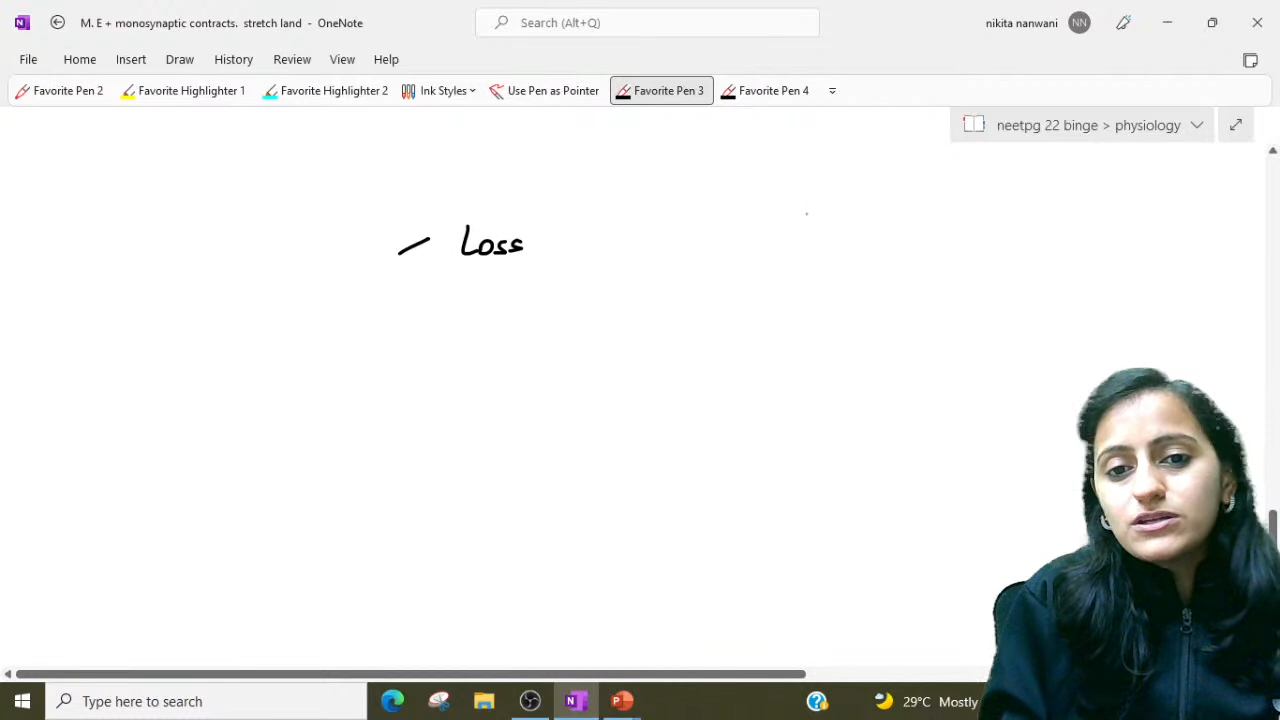 M. E + monosynaptic contracts. stretch land - OneNote
Search (Alt+Q)
nikita nanwani
NN
File Home Insert Draw History Review View Help
Favorite Pen 2 Favorite Highlighter 1 Favorite Highlighter 2 Ink Styles Use Pen as Pointer Favorite Pen 3 Favorite Pen 4
neetpg 22 binge > physiology
– Loss
Type here to search
29°C Mostly